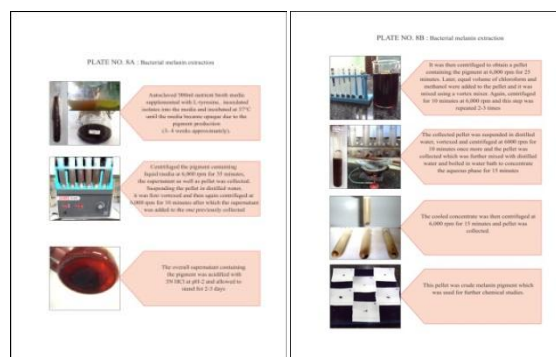 PLATE NO. 8A : Bacterial melanin extraction
Autoclaved 500ml nutrient broth media
supplemented with L-tyrosine, inoculated
isolates into the media and incubated at 37°C
until the media become opaque due to the
pigment production
(3- 4 weeks approximately).
Centrifuged the pigment containing
liquid media at 6,000 rpm for 35 minutes,
the supernatant as well as pellet was collected.
Suspending the pellet in distilled water,
it was then vortexed and then again centrifuged at
6,000 rpm for 30 minutes after which the supernatant
was added to the one previously collected
The overall supernatant containing
the pigment was acidified with
5N HCl at pH-2 and allowed to
stand for 2-3 days
PLATE NO. 8B : Bacterial melanin extraction
It was then centrifuged to obtain a pellet
containing the pigment at 6,000 rpm for 25
minutes. Later, equal volume of chloroform and
methanol were added to the pellet and it was
mixed using a vortex mixer. Again, centrifuged
for 10 minutes at 6,000 rpm and this step was
repeated 2-3 times
The collected pellet was suspended in distilled
water, vortexed and centrifuged at 6000 rpm for
10 minutes once more and the pellet was
collected which was further mixed with distilled
water and boiled in water bath to concentrate
the aqueous phase for 15 minutes
The cooled concentrate was then centrifuged at
6,000 rpm for 15 minutes and pellet was
collected.
This pellet was crude melanin pigment which
was used for further chemical studies.